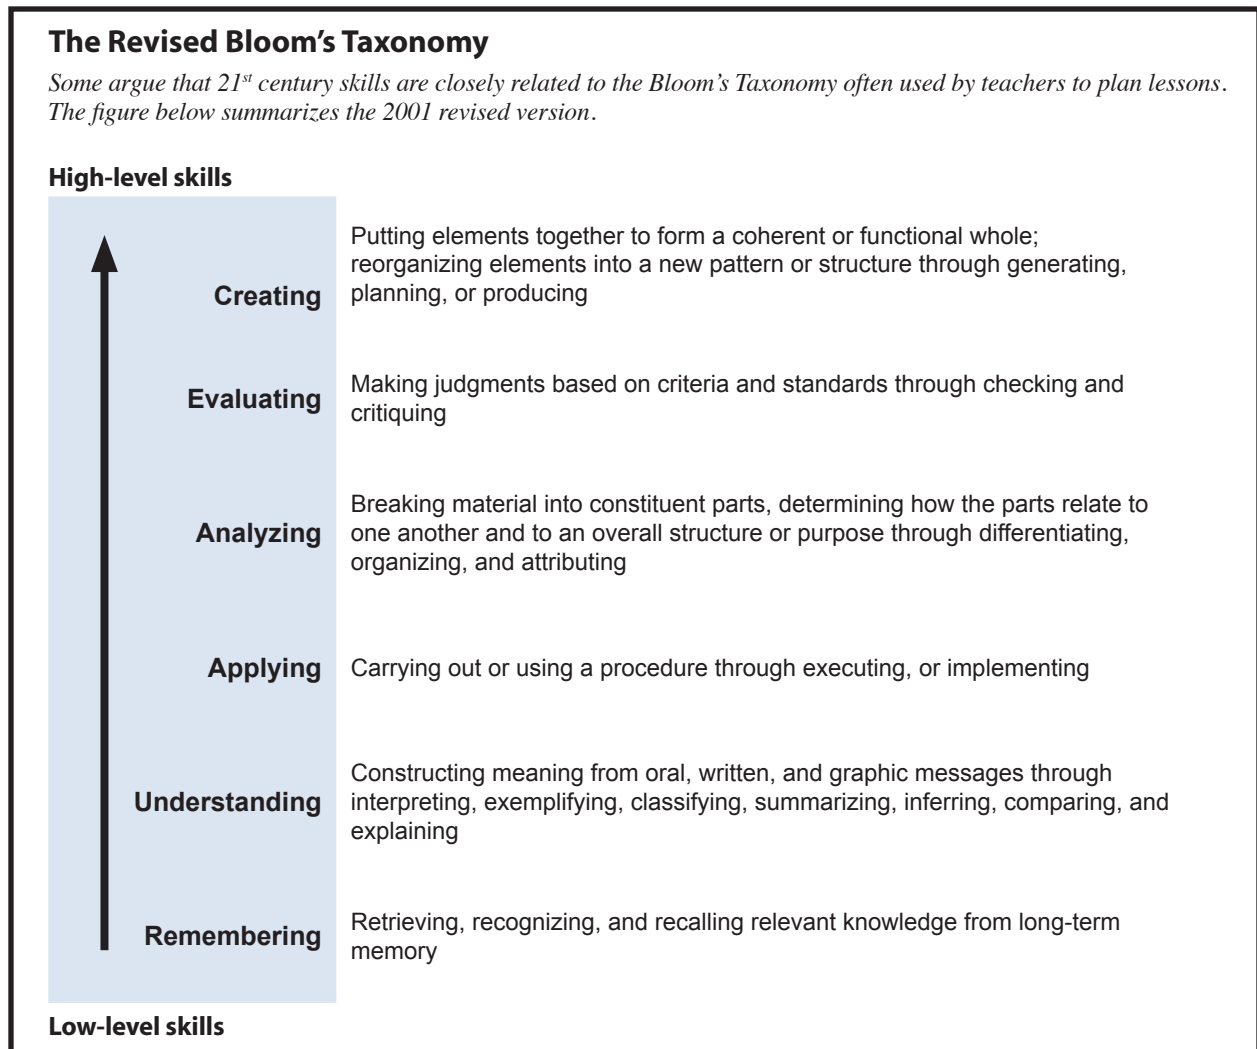 The Revised Bloom's Taxonomy
Some argue that 21st century skills are closely related to the Bloom's Taxonomy often used by teachers to plan lessons.
The figure below summarizes the 2001 revised version.
High-level skills
Creating
Putting elements together to form a coherent or functional whole;
reorganizing elements into a new pattern or structure through generating,
planning, or producing
Evaluating
Making judgments based on criteria and standards through checking and
critiquing
Analyzing
Breaking material into constituent parts, determining how the parts relate to
one another and to an overall structure or purpose through differentiating,
organizing, and attributing
Applying
Carrying out or using a procedure through executing, or implementing
Understanding
Constructing meaning from oral, written, and graphic messages through
interpreting, exemplifying, classifying, summarizing, inferring, comparing, and
explaining
Remembering
Retrieving, recognizing, and recalling relevant knowledge from long-term
memory
Low-level skills